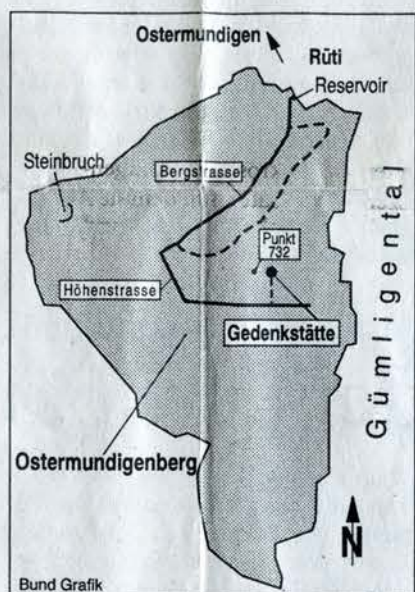 Ostermundigen
Rüti
Reservoir
Steinbruch
Bergstrasse
Punkt
732
Höhenstrasse
Gedenkstätte
Gümligental
Ostermundigenberg
N
Bund Grafik